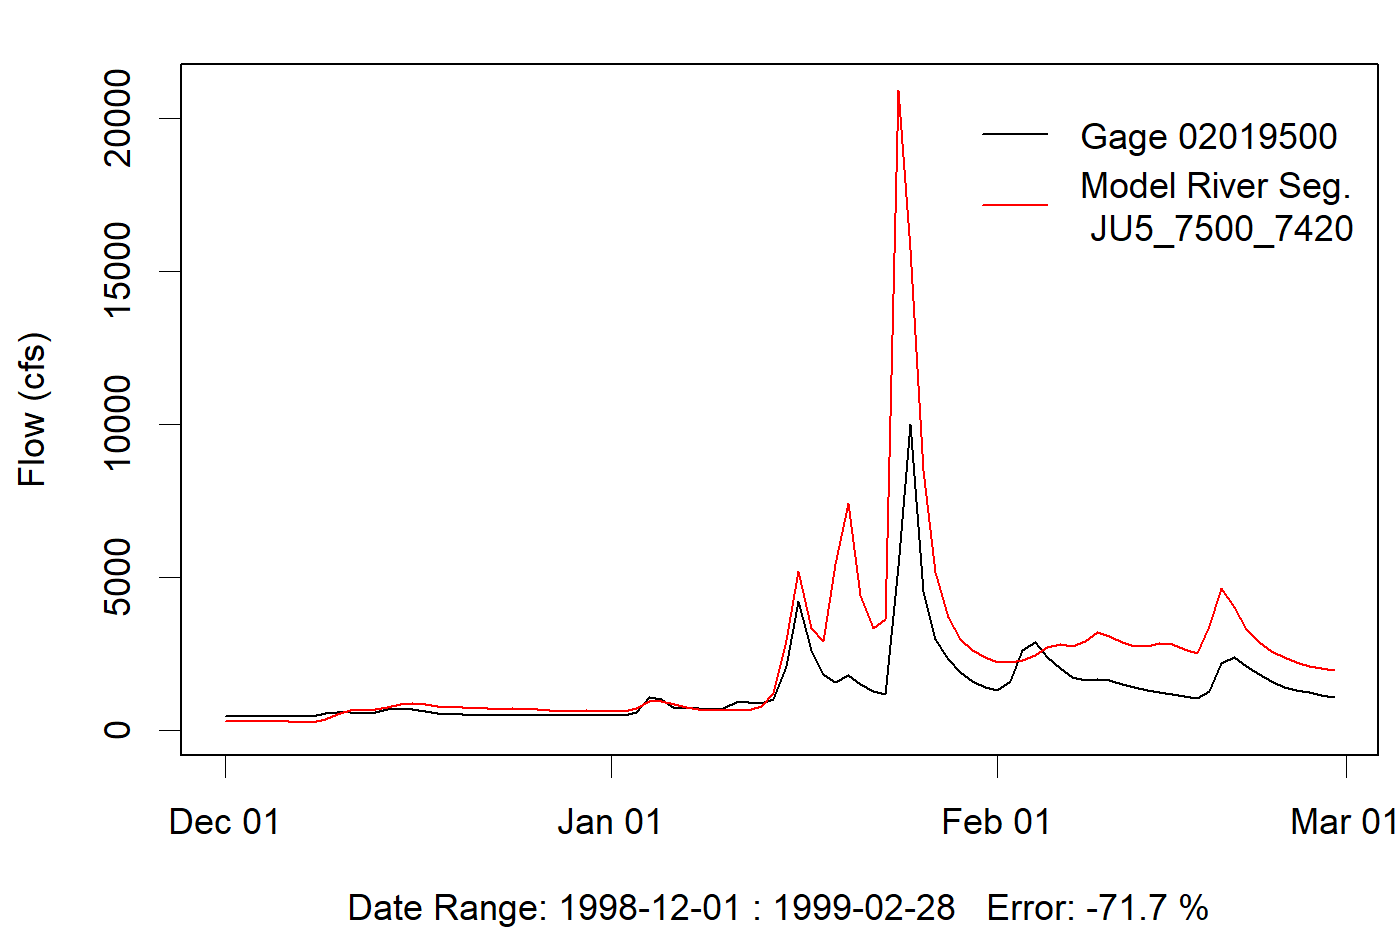 Gage 02019500
Model River Seg.
JU5_7500_7420
Flow (cfs)
20000
15000
10000
5000
0
Dec 01 Jan 01 Feb 01 Mar 01
Date Range: 1998-12-01 : 1999-02-28 Error: -71.7 %